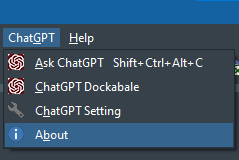 ChatGPT Help
Ask ChatGPT Shift+Ctrl+Alt+C
ChatGPT Dockabale
ChatGPT Setting
About